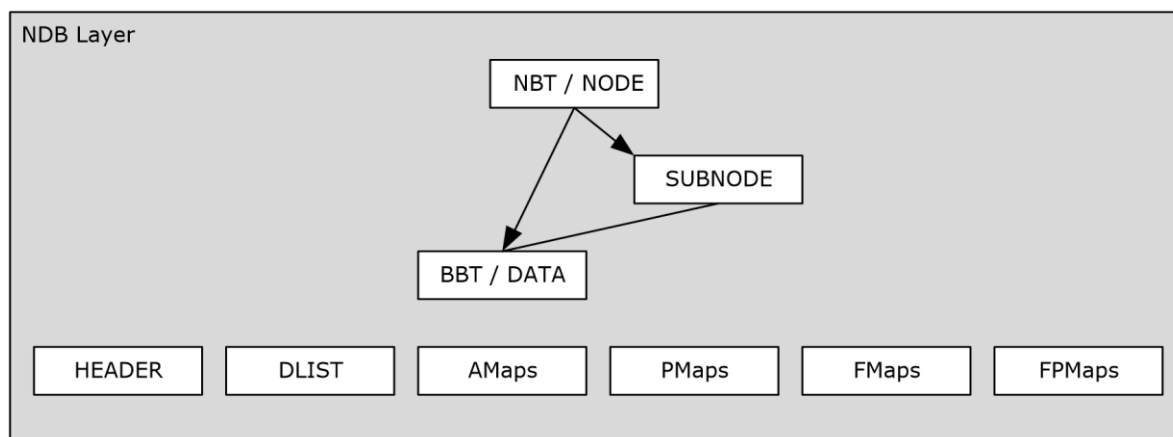 NDB Layer
NBT / NODE
SUBNODE
BBT / DATA
HEADER
DLIST
AMaps
PMaps
FMaps
FPMaps